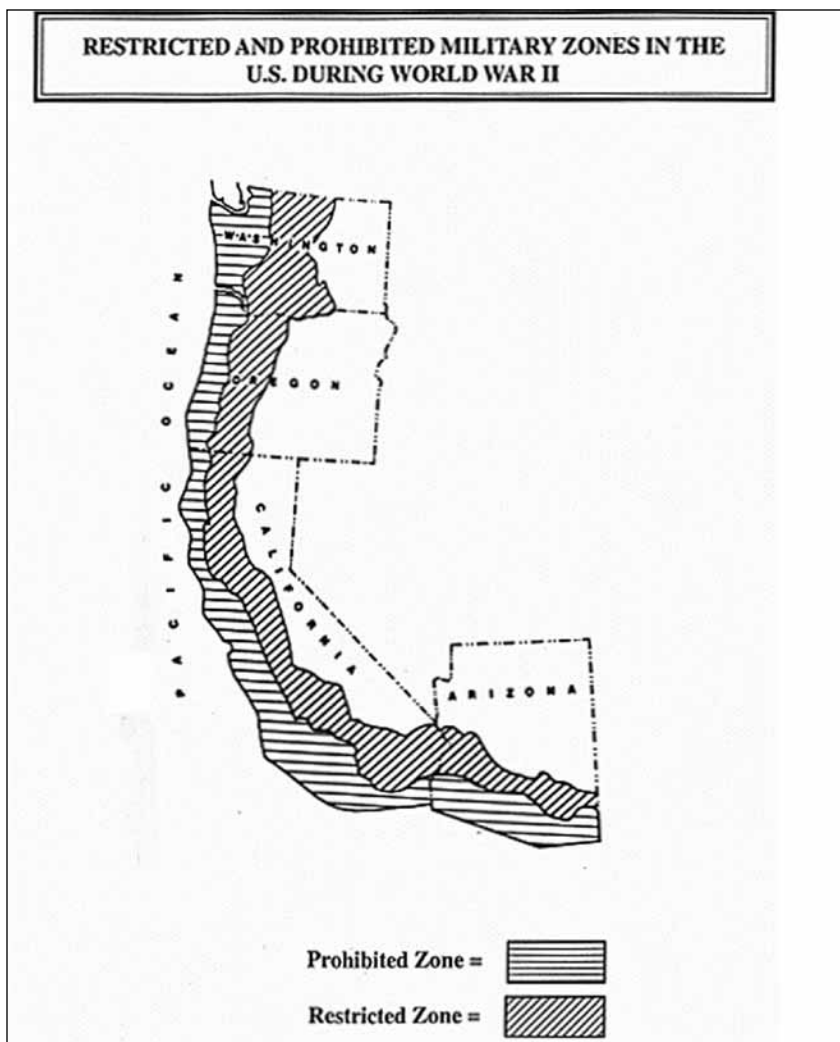 RESTRICTED AND PROHIBITED MILITARY ZONES IN THE
U.S. DURING WORLD WAR II
WASHINGTON
PACIFIC OCEAN
OREGON
CALIFORNIA
ARIZONA
Prohibited Zone =
Restricted Zone =